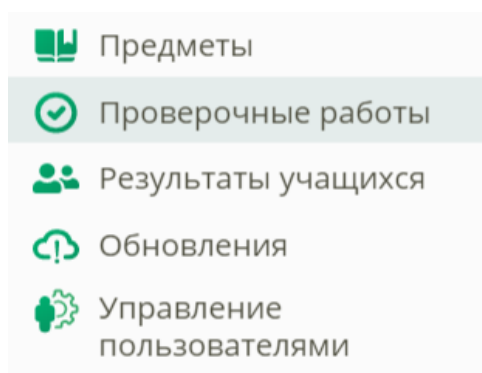 Предметы
Проверочные работы
Результаты учащихся
Обновления
Управление
пользователями